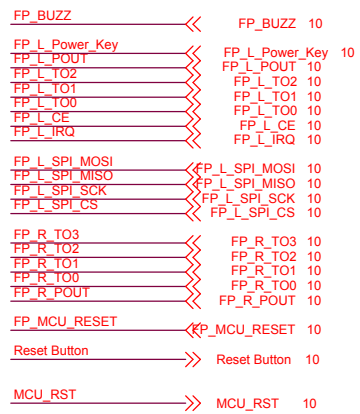 FP_BUZZ FP_BUZZ 10
FP_L_Power_Key FP_L_Power_Key 10
FP_L_POUT FP_L_POUT 10
FP_L_TO2 FP_L_TO2 10
FP_L_TO1 FP_L_TO1 10
FP_L_TO0 FP_L_TO0 10
FP_L_CE FP_L_CE 10
FP_L_IRQ FP_L_IRQ 10
FP_L_SPI_MOSI FP_L_SPI_MOSI 10
FP_L_SPI_MISO FP_L_SPI_MISO 10
FP_L_SPI_SCK FP_L_SPI_SCK 10
FP_L_SPI_CS FP_L_SPI_CS 10
FP_R_TO3 FP_R_TO3 10
FP_R_TO2 FP_R_TO2 10
FP_R_TO1 FP_R_TO1 10
FP_R_TO0 FP_R_TO0 10
FP_R_POUT FP_R_POUT 10
FP_MCU_RESET FP_MCU_RESET 10
Reset Button Reset Button 10
MCU_RST MCU_RST 10